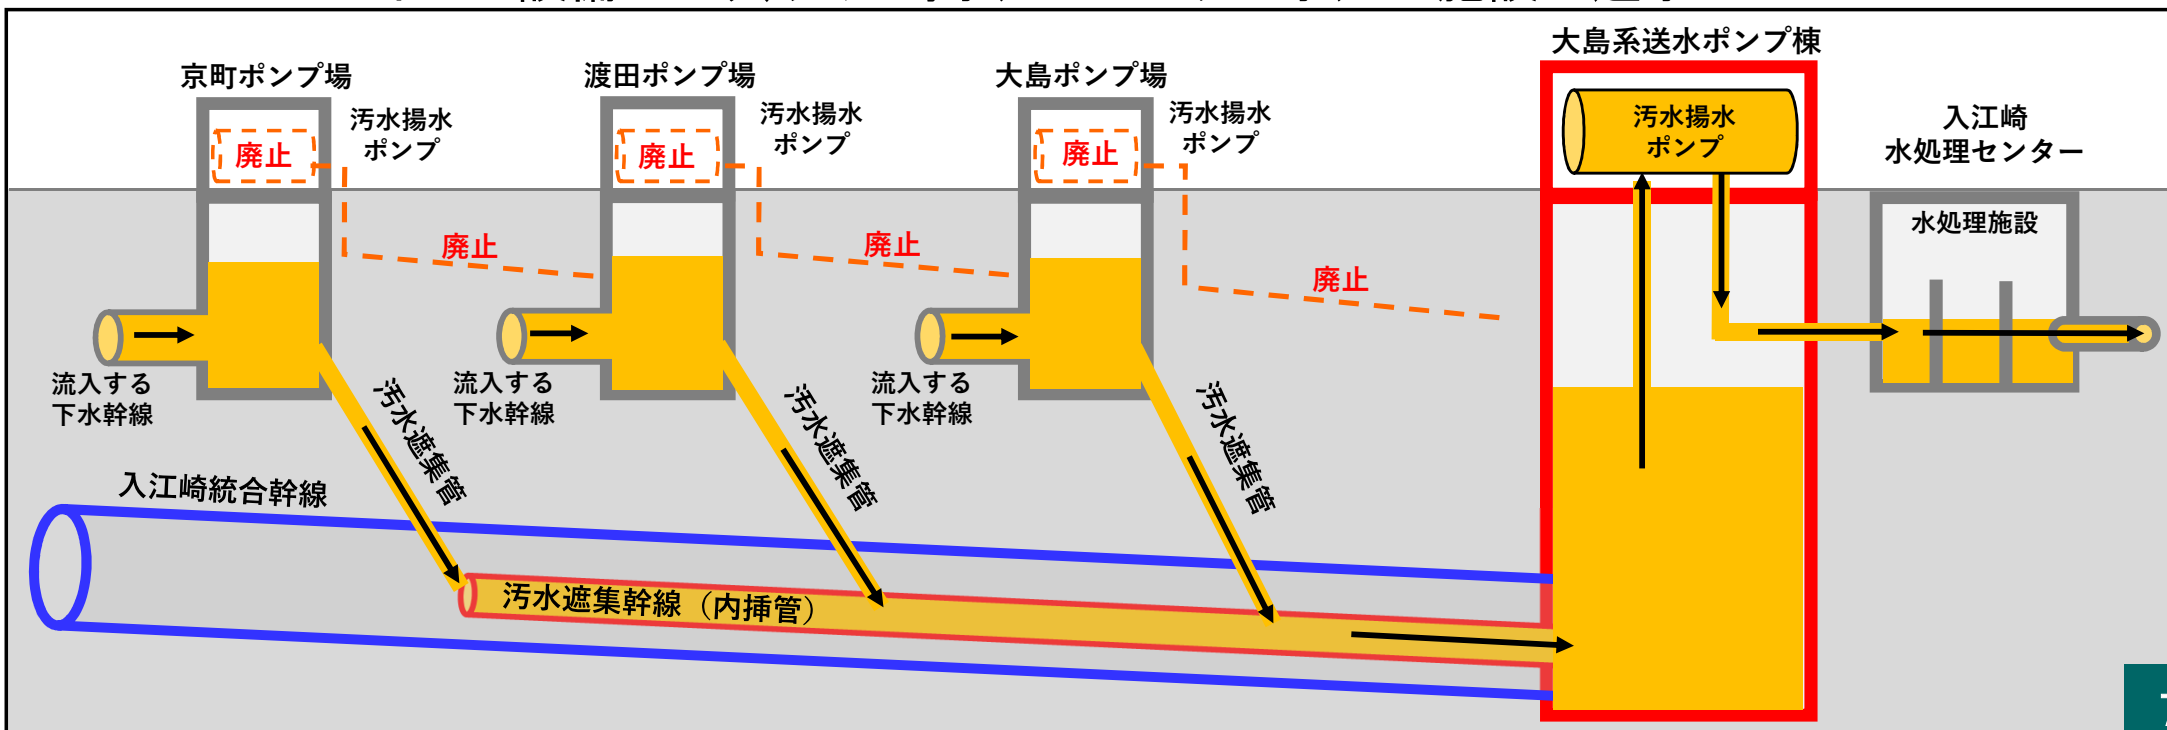 大島系送水ポンプ棟
京町ポンプ場
渡田ポンプ場
大島ポンプ場
汚水揚水
ポンプ
汚水揚水
ポンプ
汚水揚水
ポンプ
汚水揚水
ポンプ
入江崎
水処理センター
廃止
廃止
廃止
水処理施設
廃止
廃止
廃止
流入する
下水幹線
流入する
下水幹線
流入する
下水幹線
汚水遮集管
汚水遮集管
汚水遮集管
入江崎統合幹線
汚水遮集幹線（内挿管）